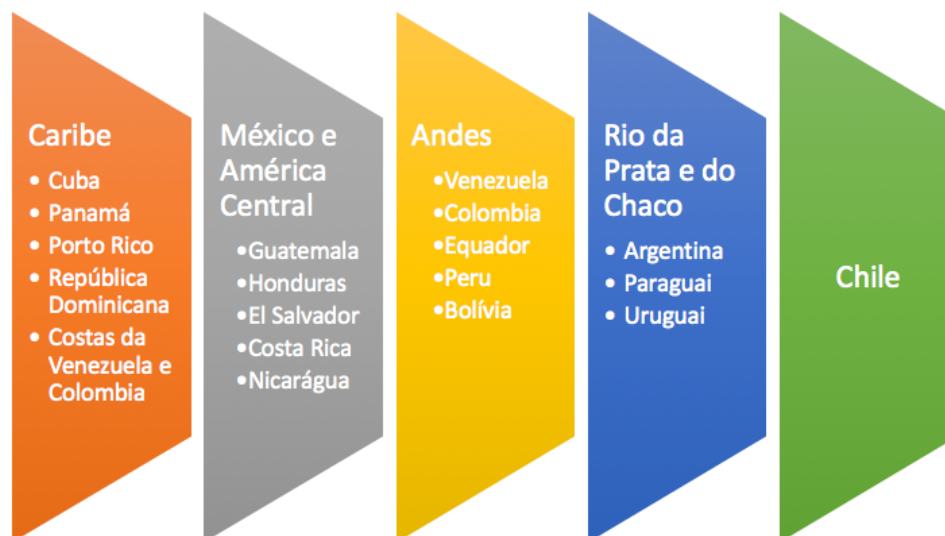 Caribe
• Cuba
• Panamá
• Porto Rico
• República
Dominicana
• Costas da
Venezuela e
Colombia
México e
América
Central
•Guatemala
•Honduras
•El Salvador
•Costa Rica
•Nicarágua
Andes
•Venezuela
•Colombia
•Equador
•Peru
•Bolívia
Rio da
Prata e do
Chaco
• Argentina
• Paraguai
• Uruguai
Chile